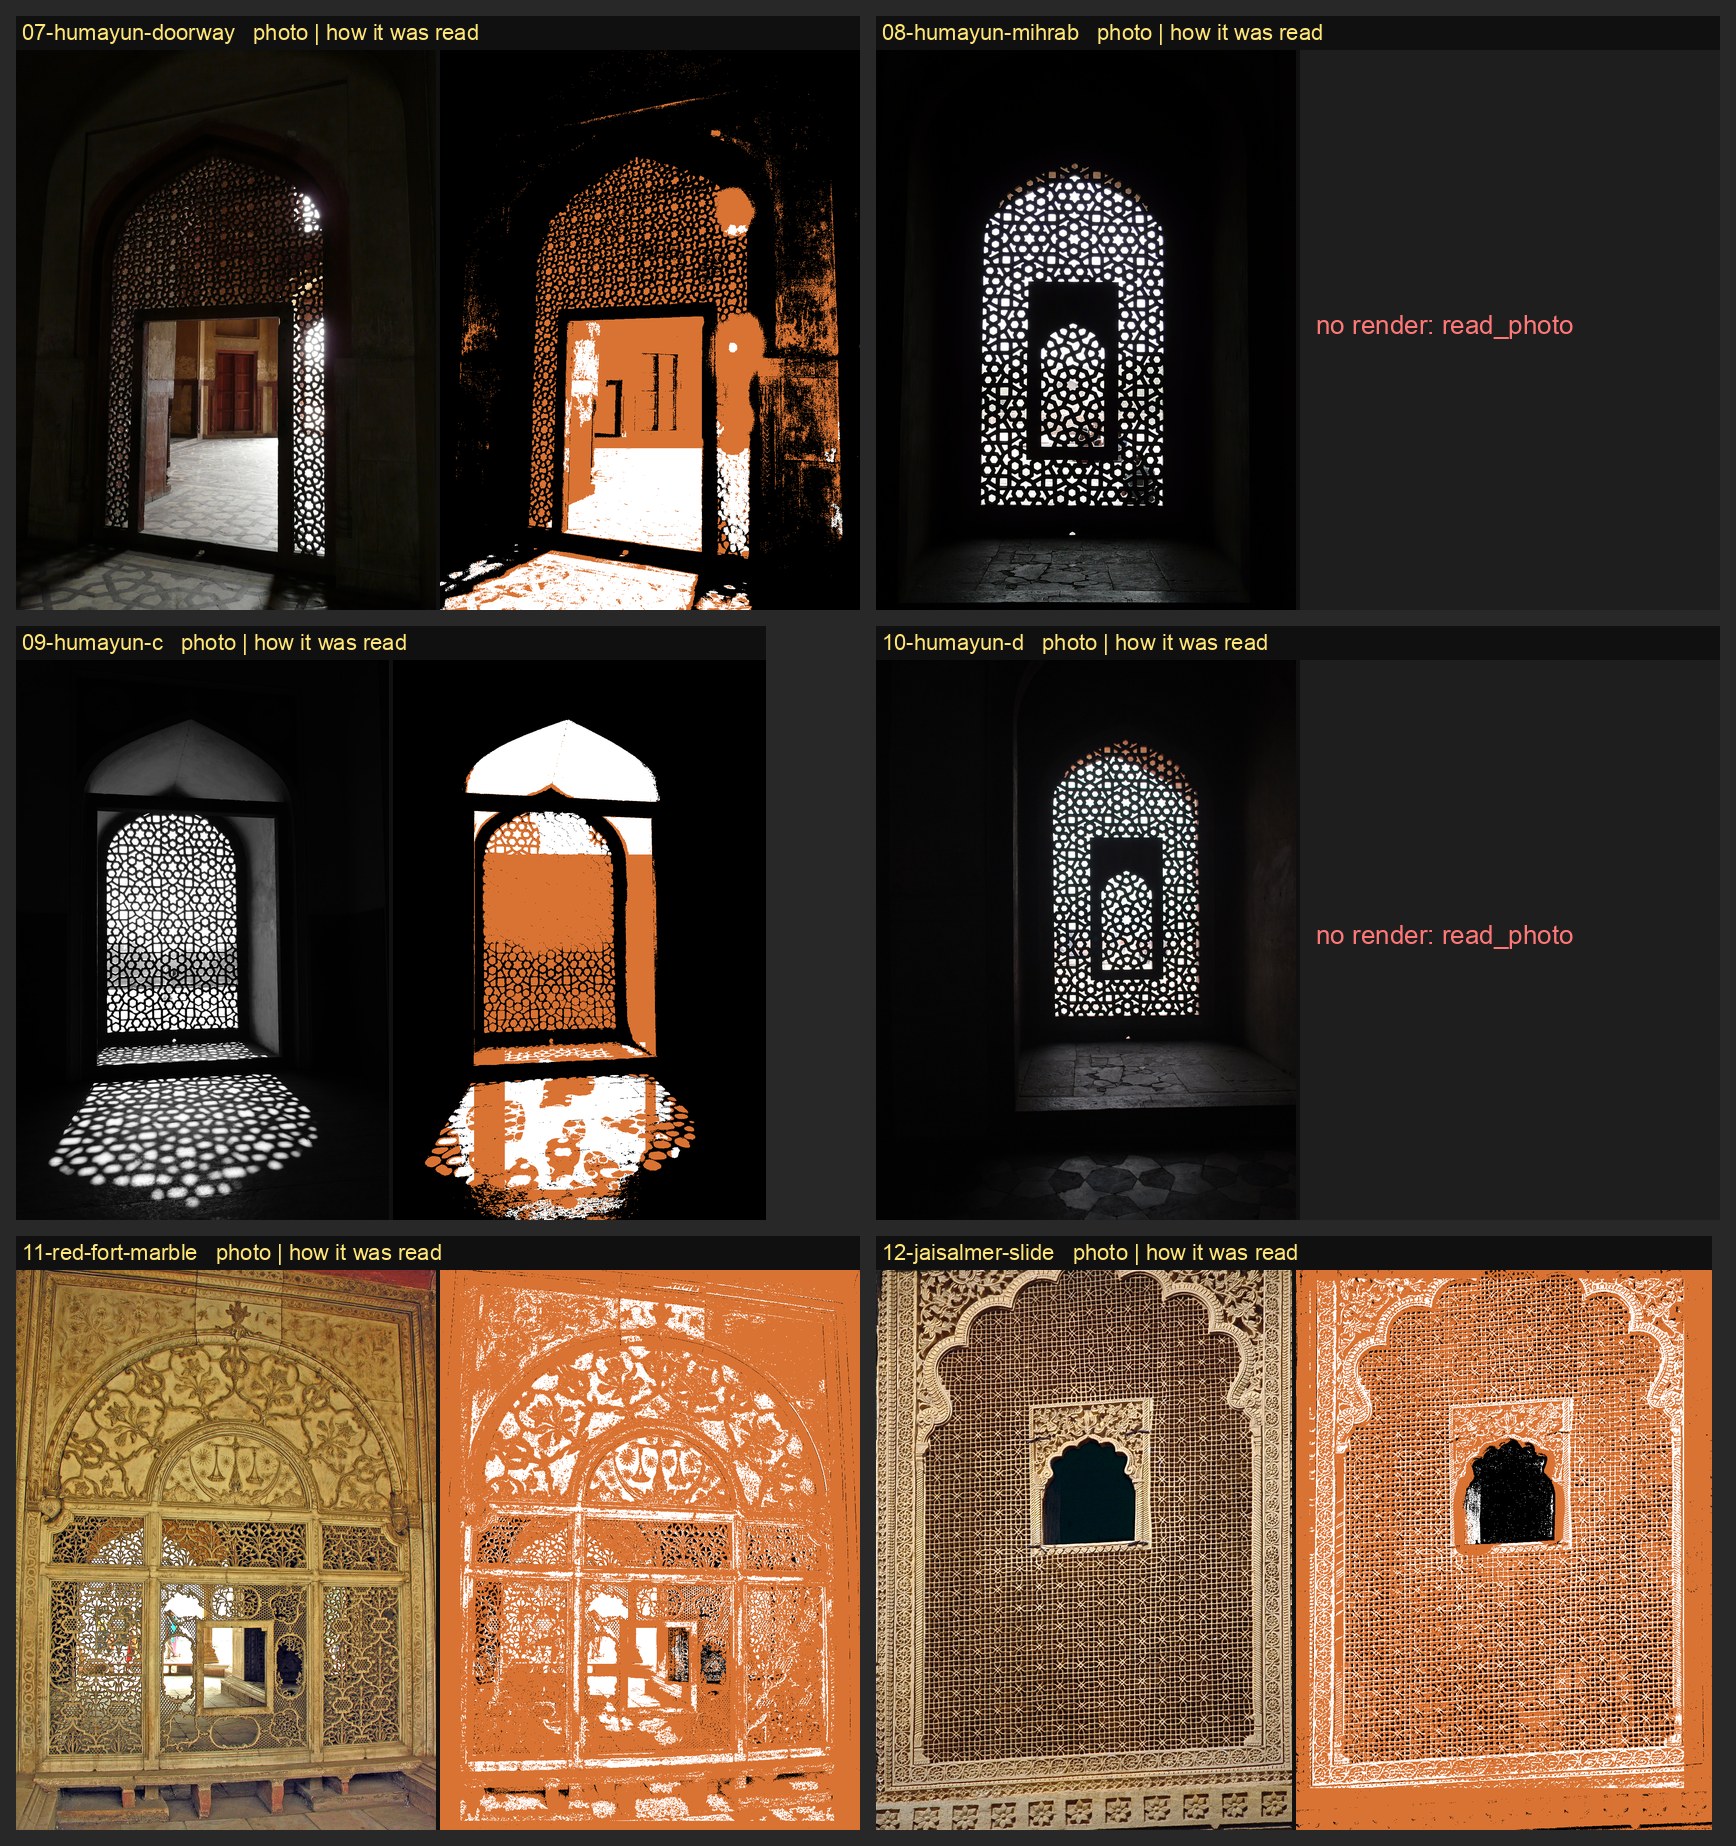 07-humayun-doorway photo | how it was read
08-humayun-mihrab photo | how it was read
no render: read_photo
09-humayun-c photo | how it was read
10-humayun-d photo | how it was read
no render: read_photo
11-red-fort-marble photo | how it was read
12-jaisalmer-slide photo | how it was read